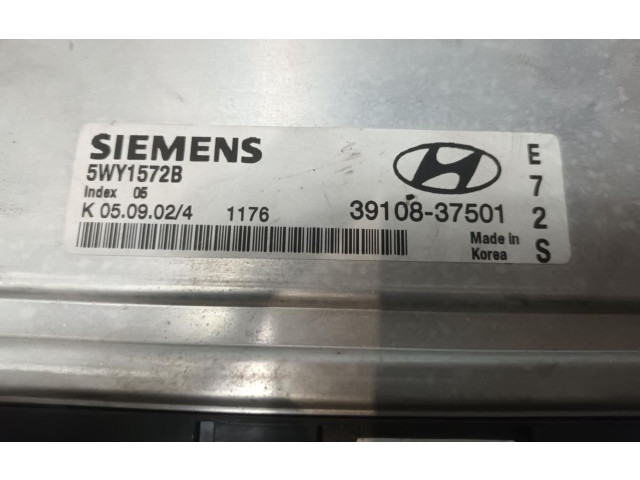 SIEMENS
5WY1572B
Index 05
K 05.09.02/4 1176 39108-37501
Made in
Korea
E
7
2
S